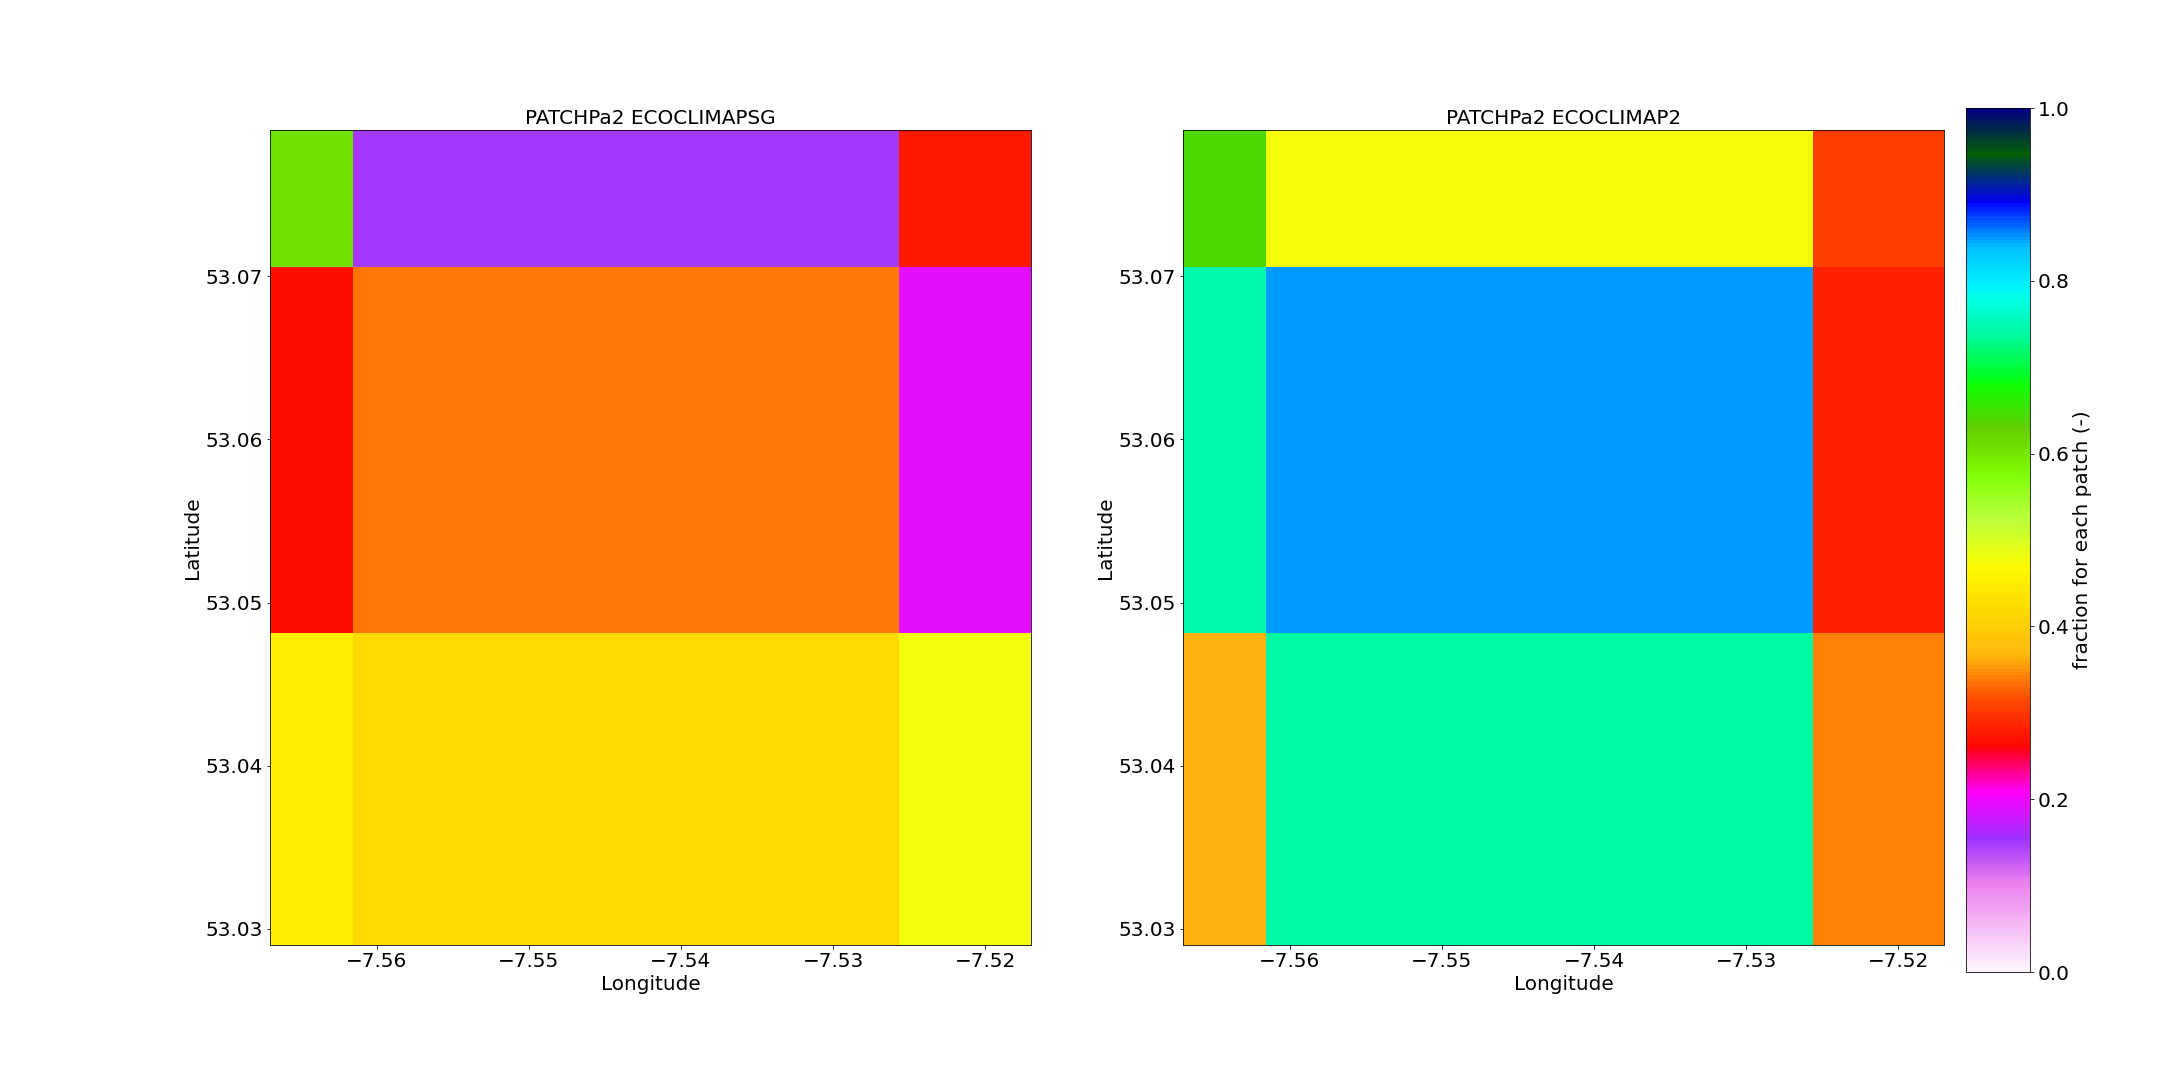 PATCHPa2 ECOCLIMAPSG
53.07
53.06
53.05
53.04
53.03
Latitude
−7.56 −7.55 −7.54 −7.53 −7.52
Longitude
PATCHPa2 ECOCLIMAP2
53.07
53.06
53.05
53.04
53.03
Latitude
−7.56 −7.55 −7.54 −7.53 −7.52
Longitude
1.0
0.8
0.6
0.4
0.2
0.0
fraction for each patch (-)